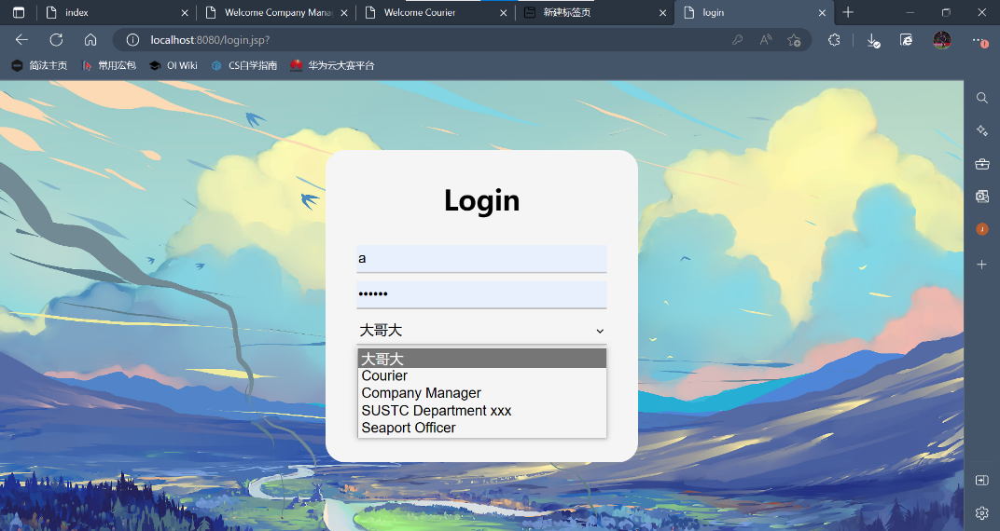 index
Welcome Company Mana
Welcome Courier
新建标签页
login
localhost:8080/login.jsp?
简法主页
常用宏包
OI Wiki
CS自学指南
华为云大赛平台
Login
a
••••••
大哥大
大哥大
Courier
Company Manager
SUSTC Department xxx
Seaport Officer